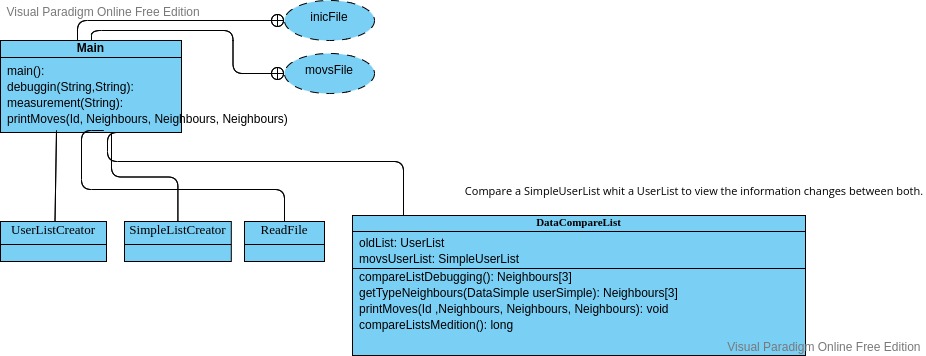 Visual Paradigm Online Free Edition
inicFile
Main
movsFile
main():
debuggin(String,String):
measurement(String):
printMoves(Id, Neighbours, Neighbours, Neighbours)
Compare a SimpleUserList whit a UserList to view the information changes between both.
UserListCreator
SimpleListCreator
ReadFile
DataCompareList
oldList: UserList
movsUserList: SimpleUserList
compareListDebugging(): Neighbours[3]
getTypeNeighbours(DataSimple userSimple): Neighbours[3]
printMoves(Id ,Neighbours, Neighbours, Neighbours): void
compareListsMedition(): long
Visual Paradigm Online Free Edition